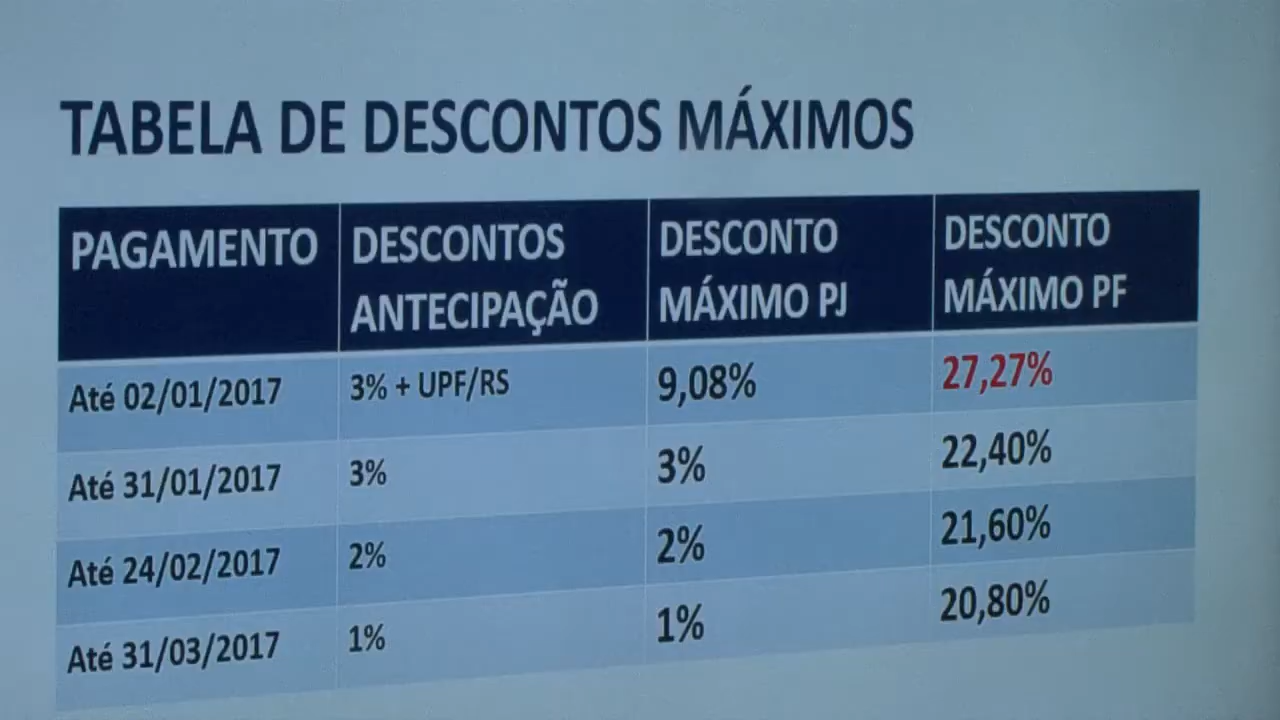 TABELA DE DESCONTOS MÁXIMOS
PAGAMENTO DESCONTOS ANTECIPAÇÃO DESCONTO MÁXIMO PJ DESCONTO MÁXIMO PF
Até 02/01/2017 3% + UPF/RS 9,08% 27,27%
Até 31/01/2017 3% 3% 22,40%
Até 24/02/2017 2% 2% 21,60%
Até 31/03/2017 1% 1% 20,80%